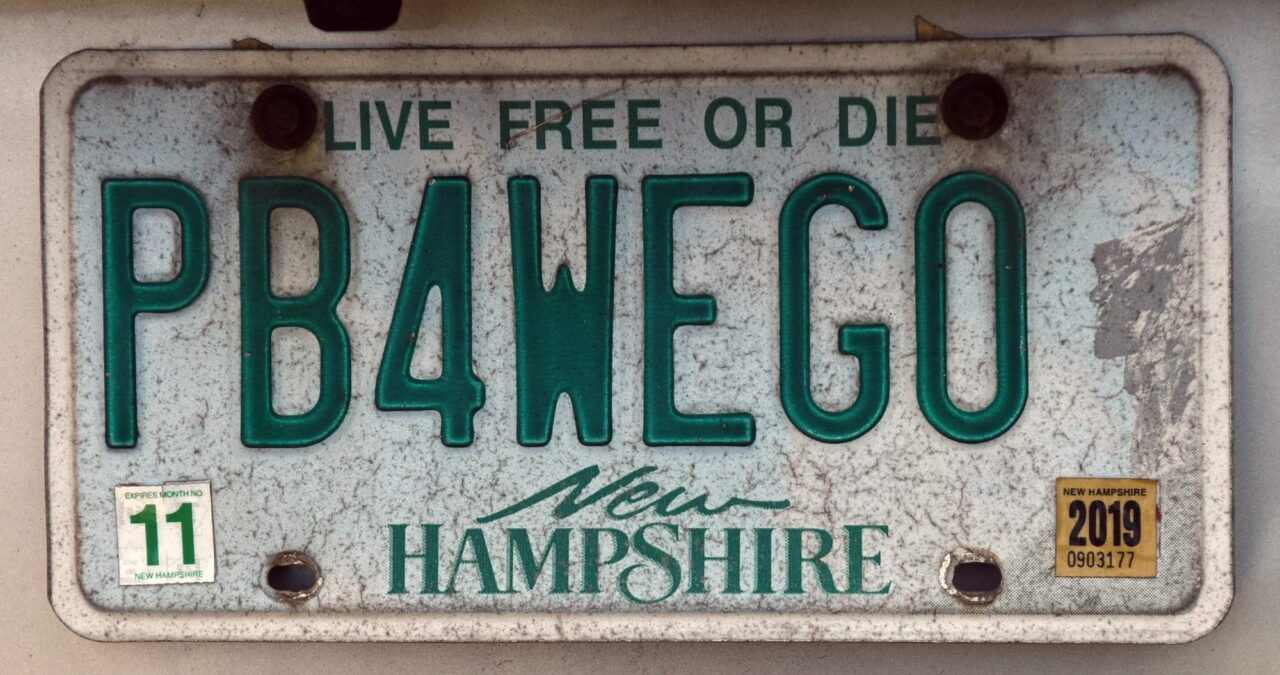 LIVE FREE OR DIE
PB4WEGO
New
HAMPSHIRE
EXPIRES MONTH NO.
11
NEW HAMPSHIRE
NEW HAMPSHIRE
2019
0903177